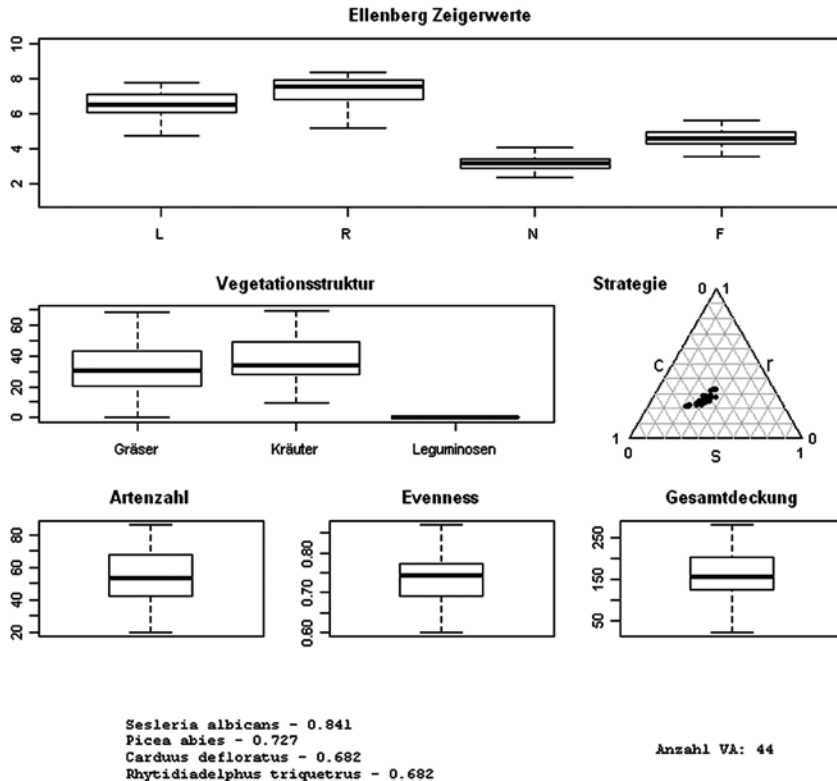 Ellenberg Zeigerwerte
10
8
6
4
2
L R N F
Vegetationsstruktur
60
40
20
0
Gräser Kräuter Leguminosen
Strategie
0 1
C r
1 0
0 S 1
Artenzahl
80
60
40
20
Evenness
0.80
0.70
0.60
Gesamtdeckung
250
150
50
Sesleria albicans - 0.841
Picea abies - 0.727
Carduus defloratus - 0.682
Rhytidiadelphus triquetrus - 0.682
Anzahl VA: 44